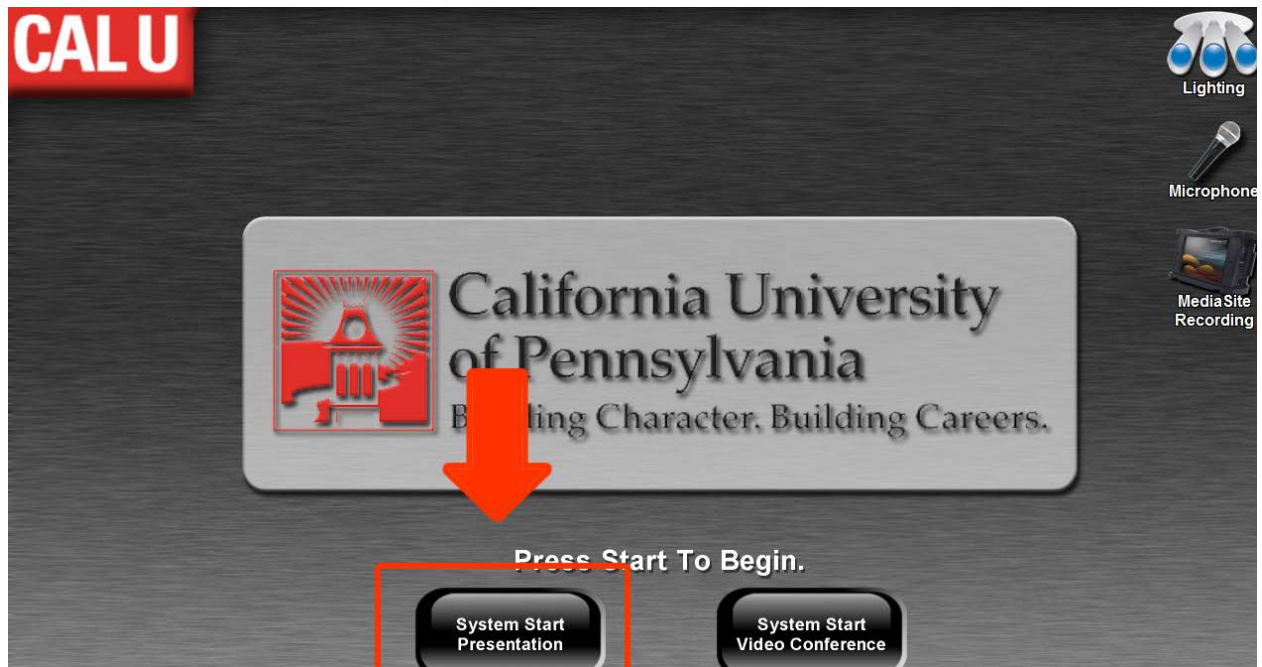 CAL U
Lighting
Microphone
MediaSite
Recording
California University
of Pennsylvania
Character. Building Careers.
Press Start To Begin.
System Start
Presentation
System Start
Video Conference